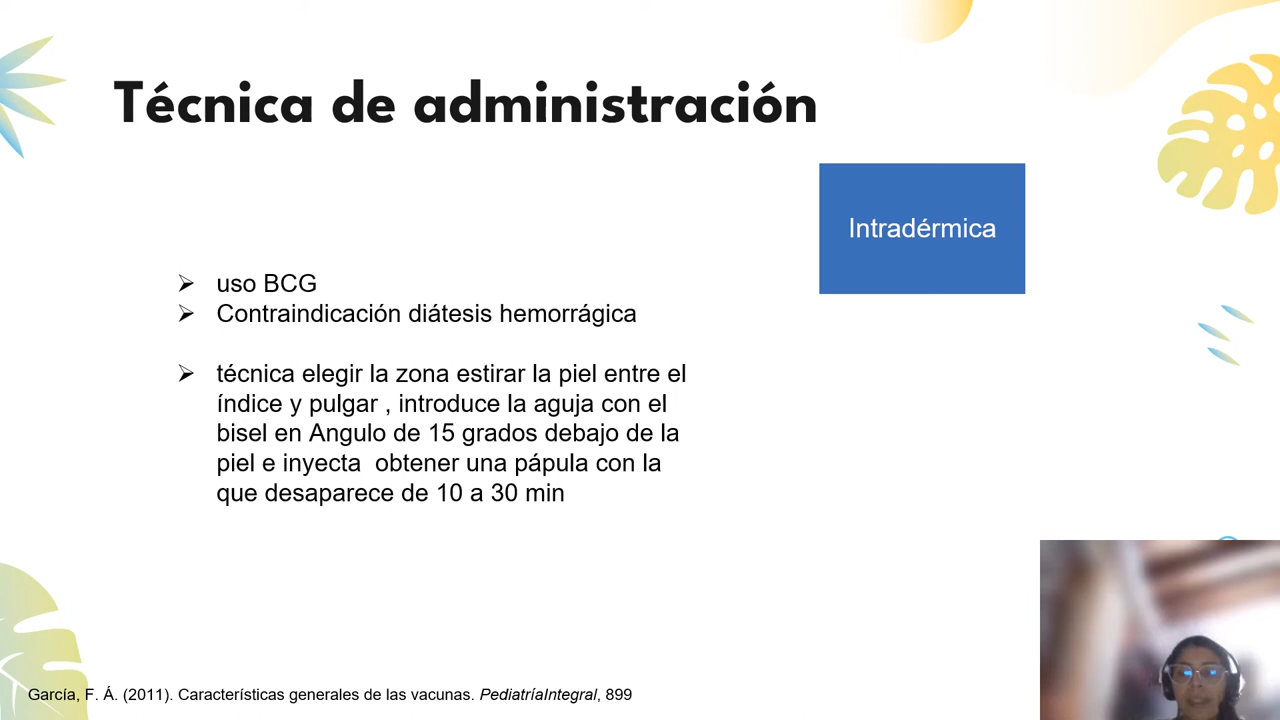 Técnica de administración
Intradérmica
uso BCG
Contraindicación diátesis hemorrágica
técnica elegir la zona estirar la piel entre el
índice y pulgar , introduce la aguja con el
bisel en Angulo de 15 grados debajo de la
piel e inyecta  obtener una pápula con la
que desaparece de 10 a 30 min
García, F. Á. (2011). Características generales de las vacunas. PediatríaIntegral, 899